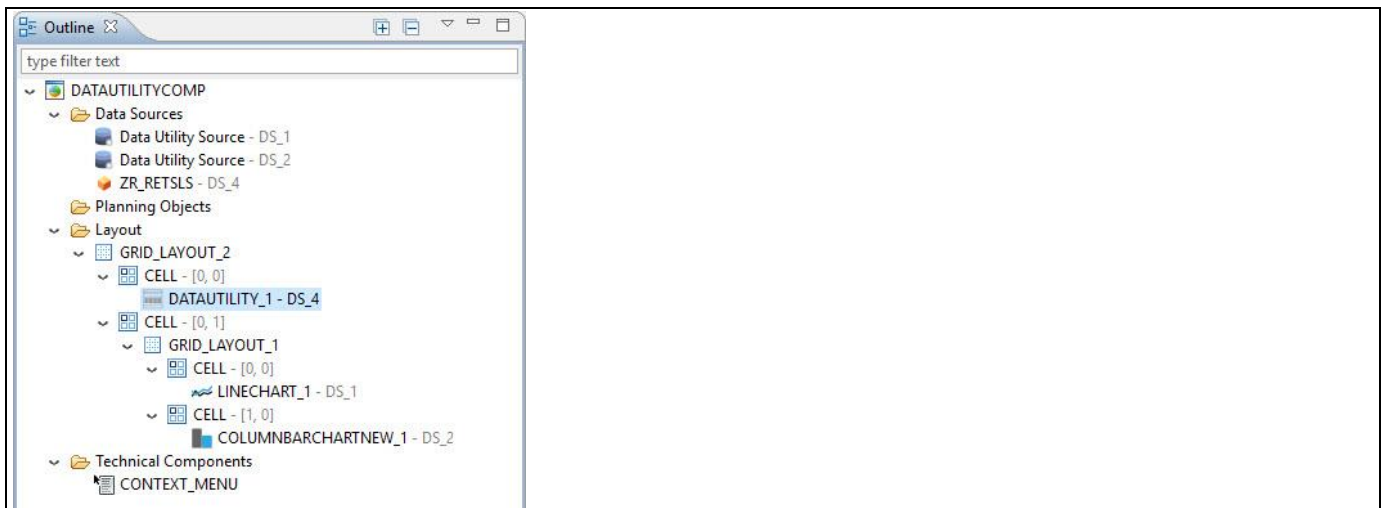 Outline
type filter text
DATAUTILITYCOMP
Data Sources
Data Utility Source - DS_1
Data Utility Source - DS_2
ZR_RETSLS - DS_4
Planning Objects
Layout
GRID_LAYOUT_2
CELL - [0, 0]
DATAUTILITY_1 - DS_4
CELL - [0, 1]
GRID_LAYOUT_1
CELL - [0, 0]
LINECHART_1 - DS_1
CELL - [1, 0]
COLUMNBARCHARTNEW_1 - DS_2
Technical Components
CONTEXT_MENU